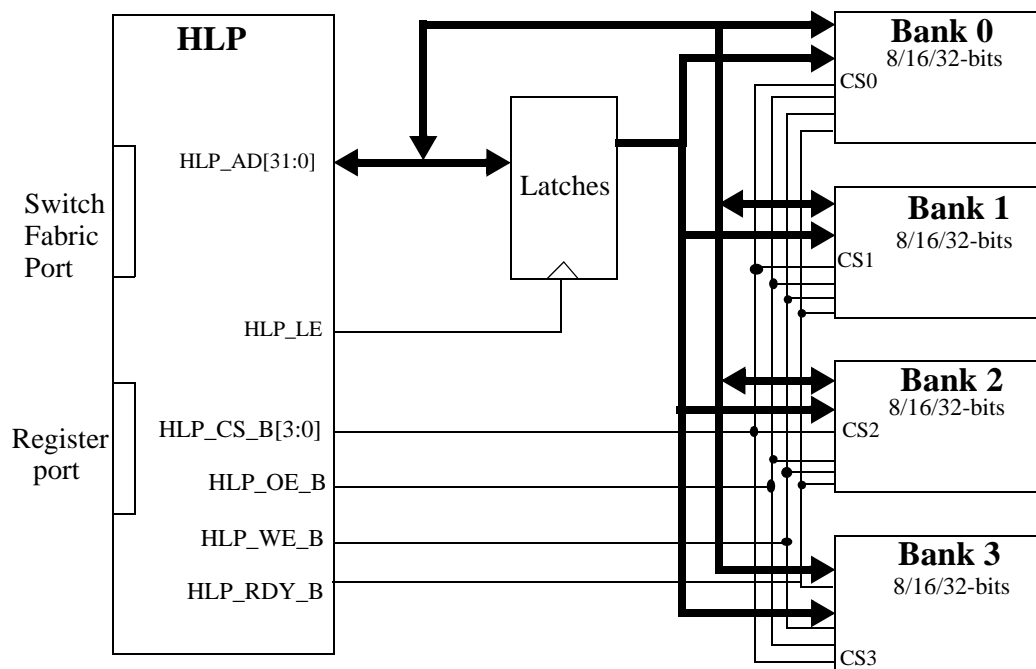 HLP
HLP_AD[31:0]
Switch
Fabric
Port
HLP_LE
Register
port
HLP_CS_B[3:0]
HLP_OE_B
HLP_WE_B
HLP_RDY_B
Latches
Bank 0
8/16/32-bits
CS0
Bank 1
8/16/32-bits
CS1
Bank 2
8/16/32-bits
CS2
Bank 3
8/16/32-bits
CS3